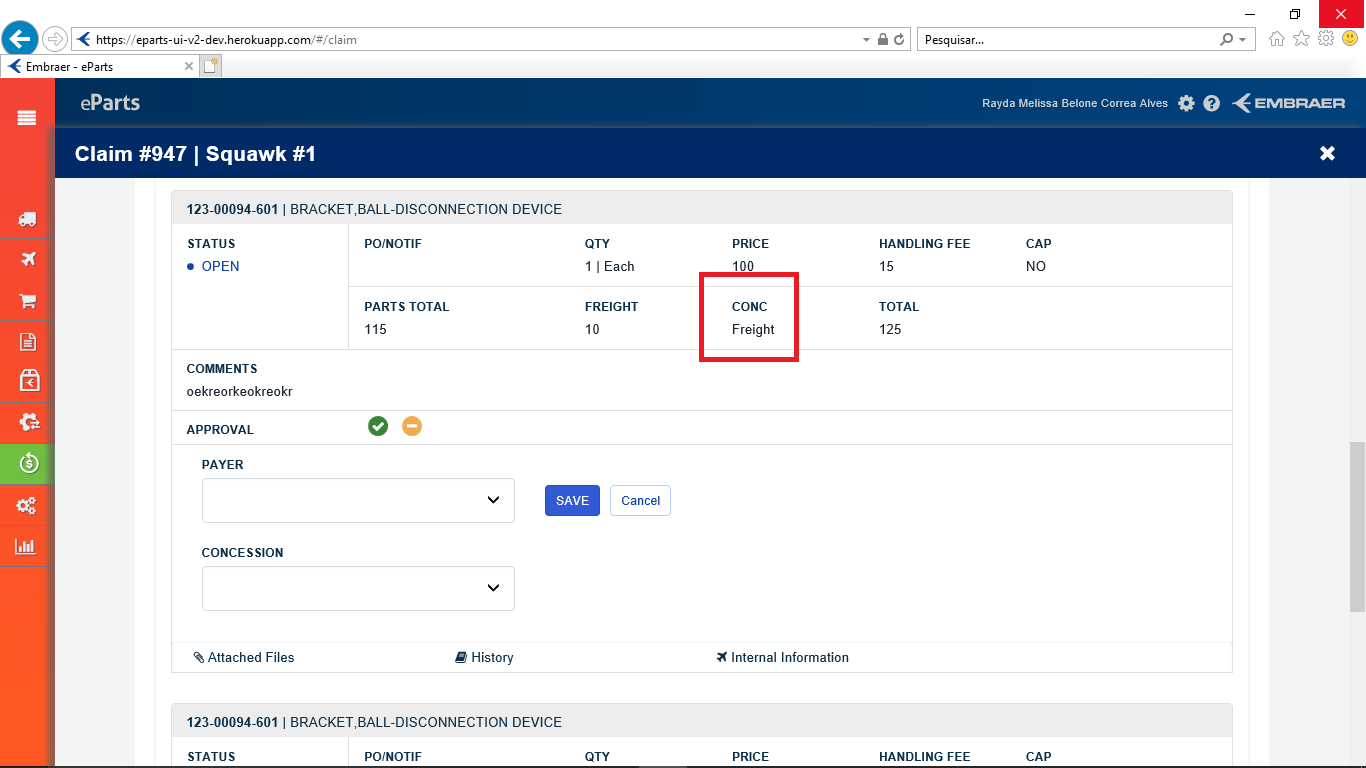 https://eparts-ui-v2-dev.herokuapp.com/#/claim
Pesquisar...
Embraer - eParts
eParts
Rayda Melissa Belone Correa Alves
EMBRAER
Claim #947 | Squawk #1
123-00094-601 | BRACKET,BALL-DISCONNECTION DEVICE
STATUS PO/NOTIF QTY PRICE HANDLING FEE CAP
OPEN 1 | Each 100 15 NO
PARTS TOTAL FREIGHT CONC TOTAL
115 10 Freight 125
COMMENTS
oekreorkeokreokr
APPROVAL
PAYER
SAVE Cancel
CONCESSION
Attached Files History Internal Information
123-00094-601 | BRACKET,BALL-DISCONNECTION DEVICE
STATUS PO/NOTIF QTY PRICE HANDLING FEE CAP